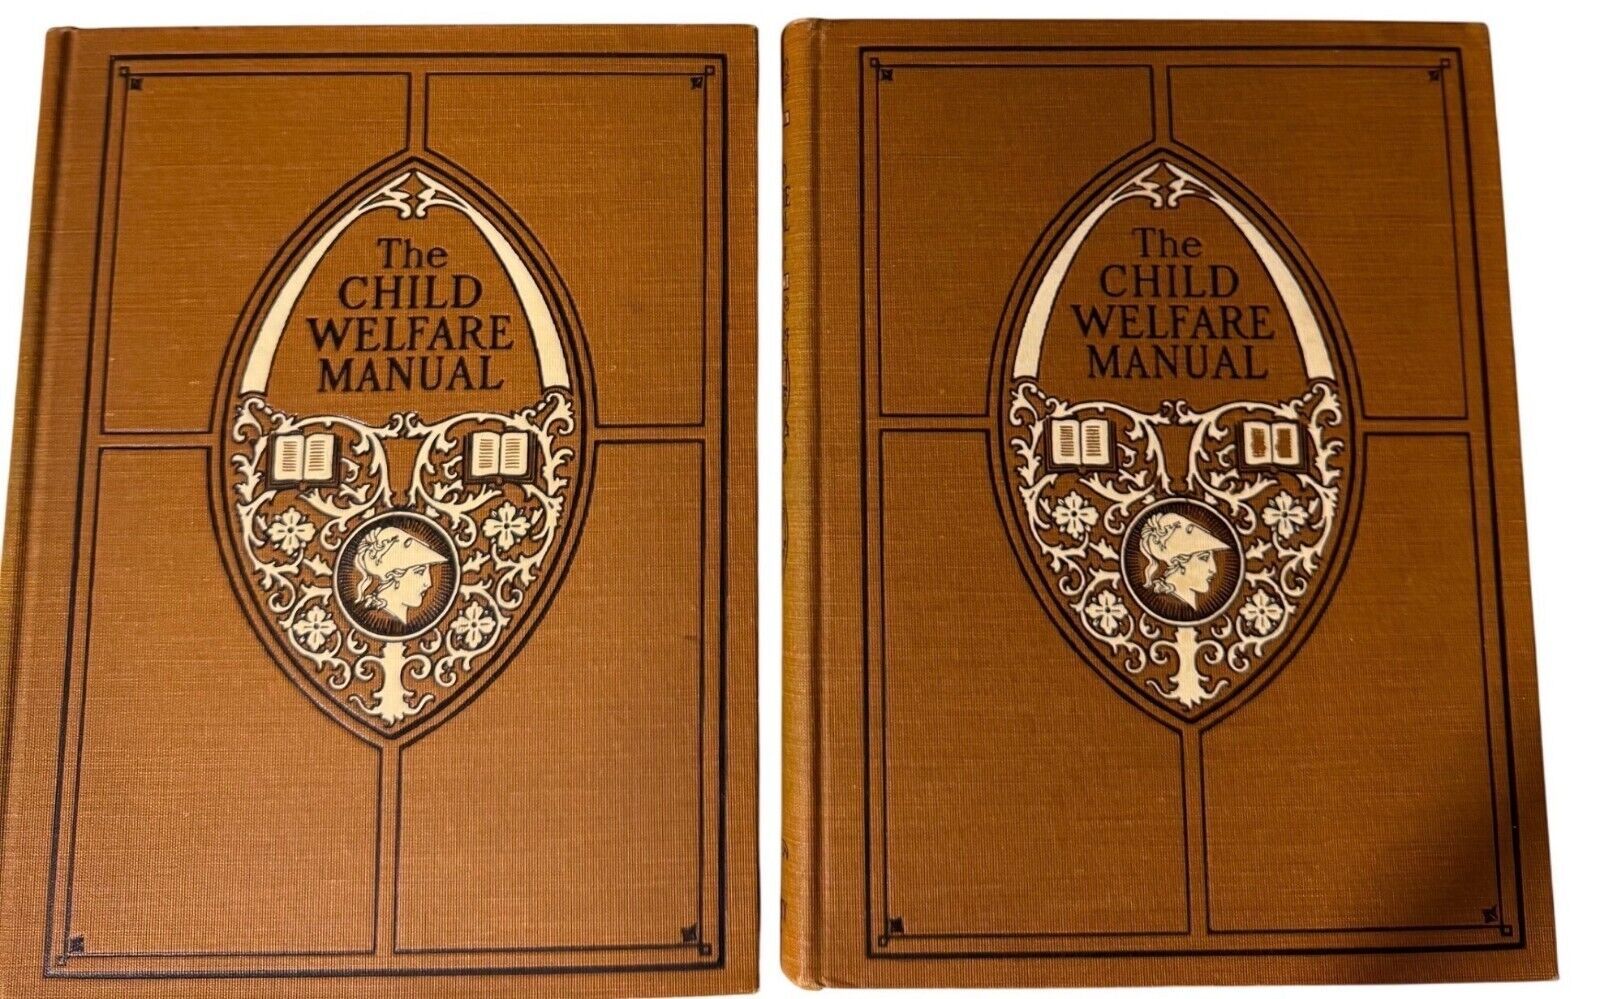 The
CHILD
WELFARE
MANUAL
The
CHILD
WELFARE
MANUAL